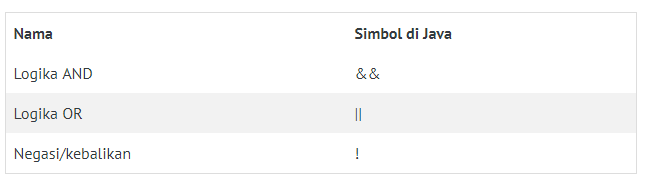 Nama Simbol di Java
Logika AND &&
Logika OR ||
Negasi/kebalikan !